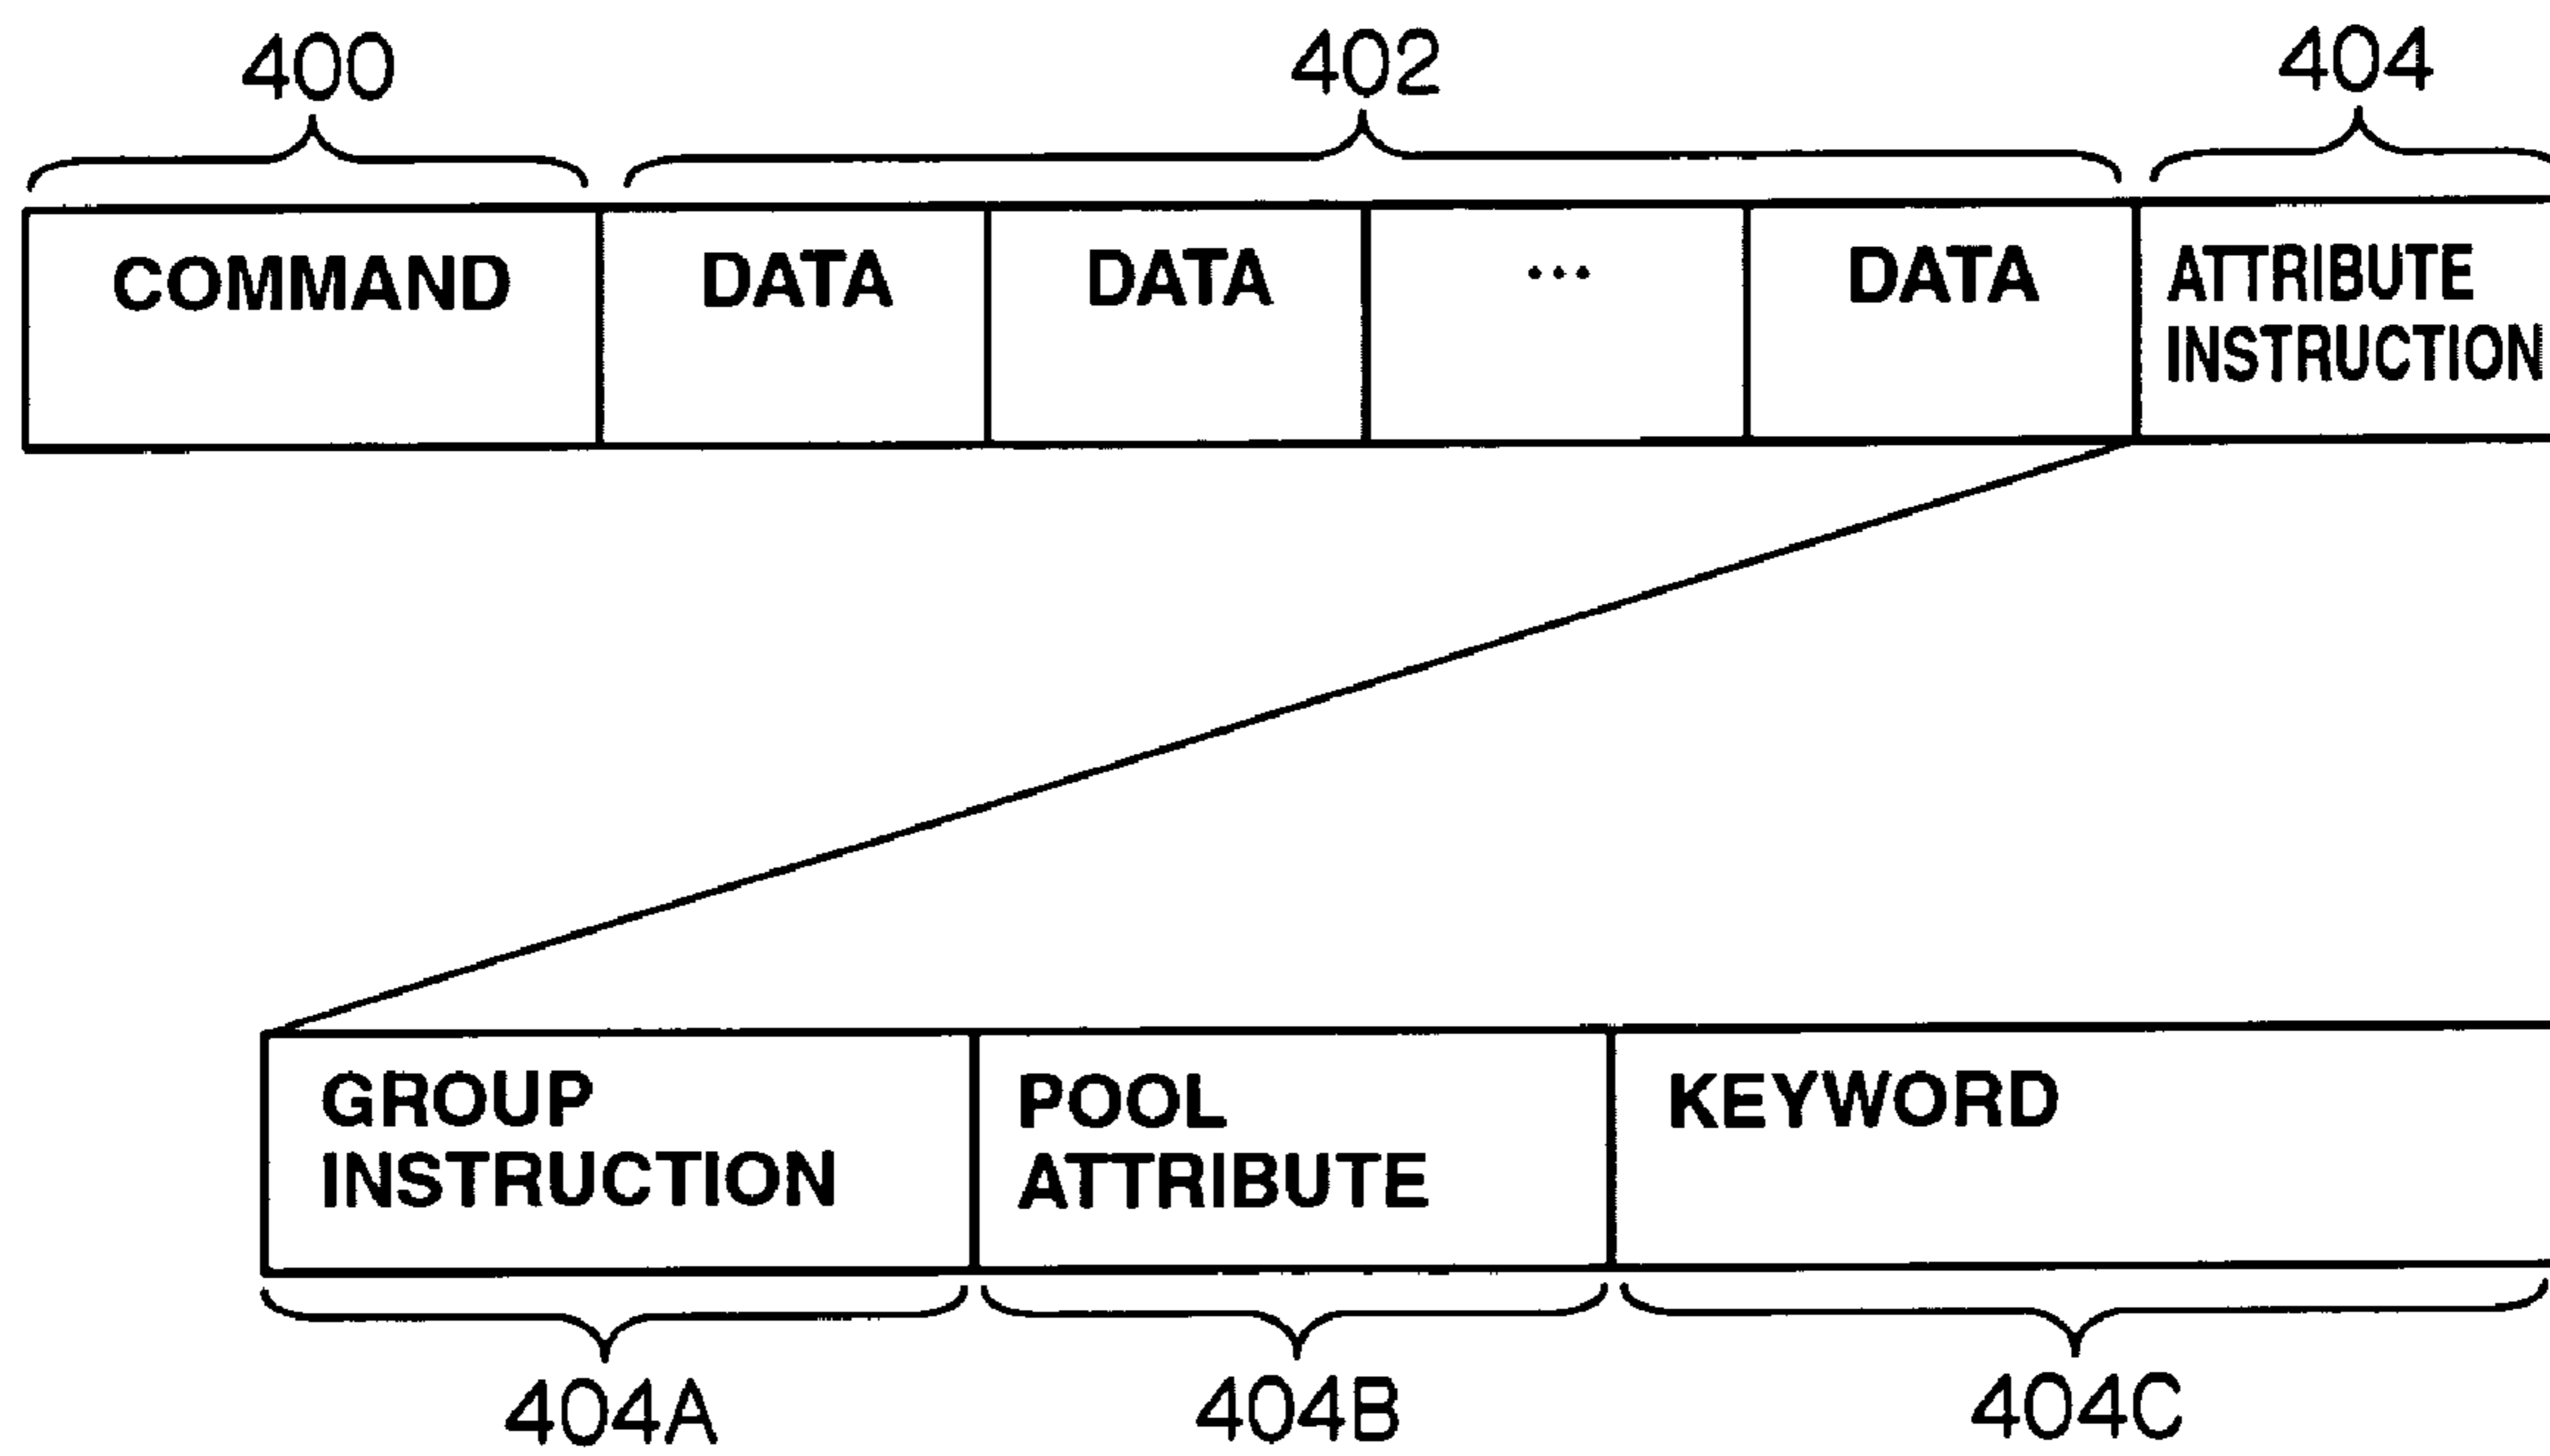 400
402
404
COMMAND
DATA
DATA
...
DATA
ATTRIBUTE
INSTRUCTION
GROUP
INSTRUCTION
POOL
ATTRIBUTE
KEYWORD
404A
404B
404C